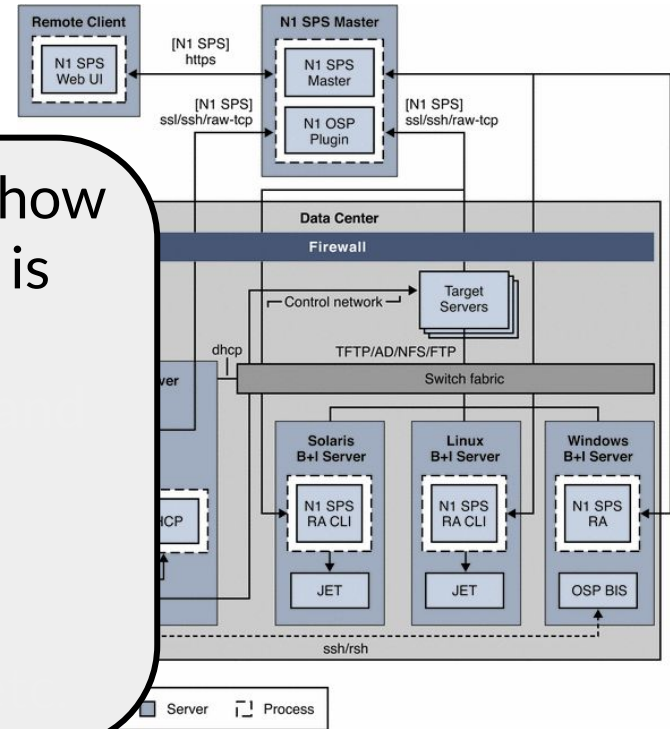 Remote Client
N1 SPS
Web UI
[N1 SPS]
https
N1 SPS Master
N1 SPS
Master
N1 OSP
Plugin
[N1 SPS]
ssl/ssh/raw-tcp
[N1 SPS]
ssl/ssh/raw-tcp
how
is
Data Center
Firewall
Control network
Target
Servers
dhcp
TFTP/AD/NFS/FTP
Switch fabric
ver
HCP
Solaris
B+I Server
N1 SPS
RA CLI
JET
Linux
B+I Server
N1 SPS
RA CLI
JET
Windows
B+I Server
N1 SPS
RA
OSP BIS
ssh/rsh
Server
Process